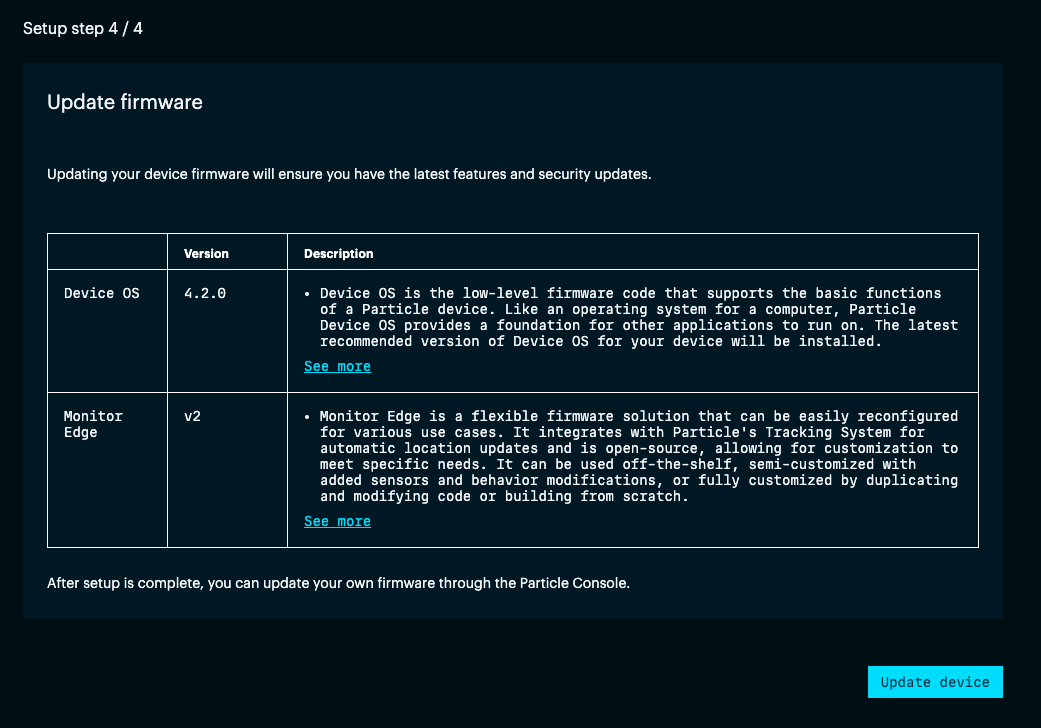 Setup step 4 / 4
Update firmware
Updating your device firmware will ensure you have the latest features and security updates.
Version
Description
Device OS
4.2.0
• Device OS is the low-level firmware code that supports the basic functions
of a Particle device. Like an operating system for a computer, Particle
Device OS provides a foundation for other applications to run on. The latest
recommended version of Device OS for your device will be installed.
See more
Monitor
Edge
v2
• Monitor Edge is a flexible firmware solution that can be easily reconfigured
for various use cases. It integrates with Particle's Tracking System for
automatic location updates and is open-source, allowing for customization to
meet specific needs. It can be used off-the-shelf, semi-customized with
added sensors and behavior modifications, or fully customized by duplicating
and modifying code or building from scratch.
See more
After setup is complete, you can update your own firmware through the Particle Console.
Update device